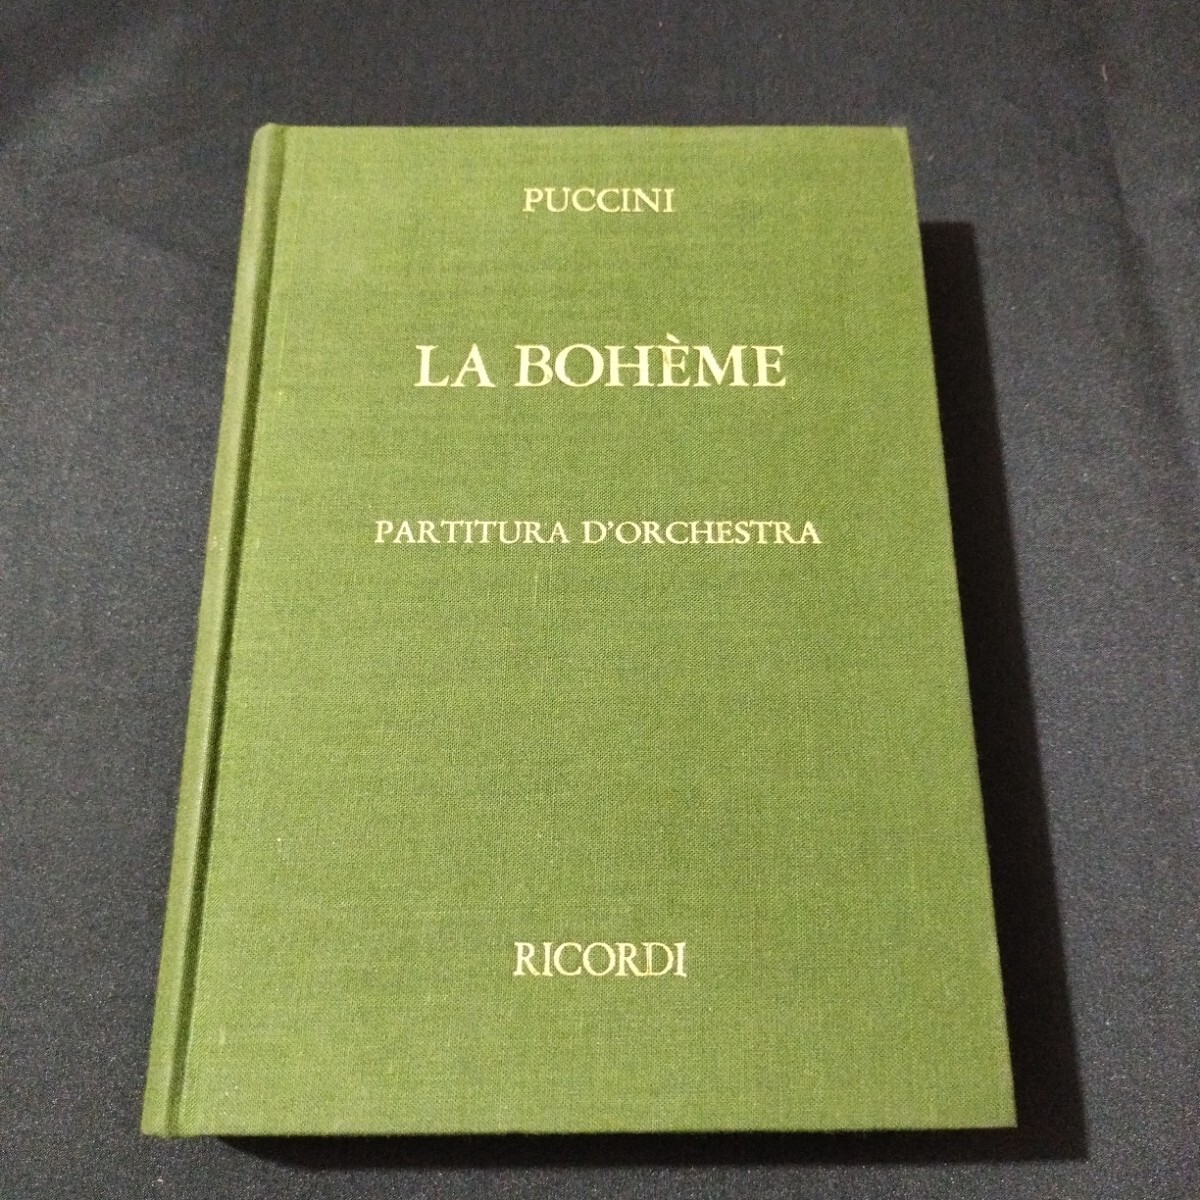 PUCCINI
LA BOHÈME
PARTITURA D'ORCHESTRA
RICORDI